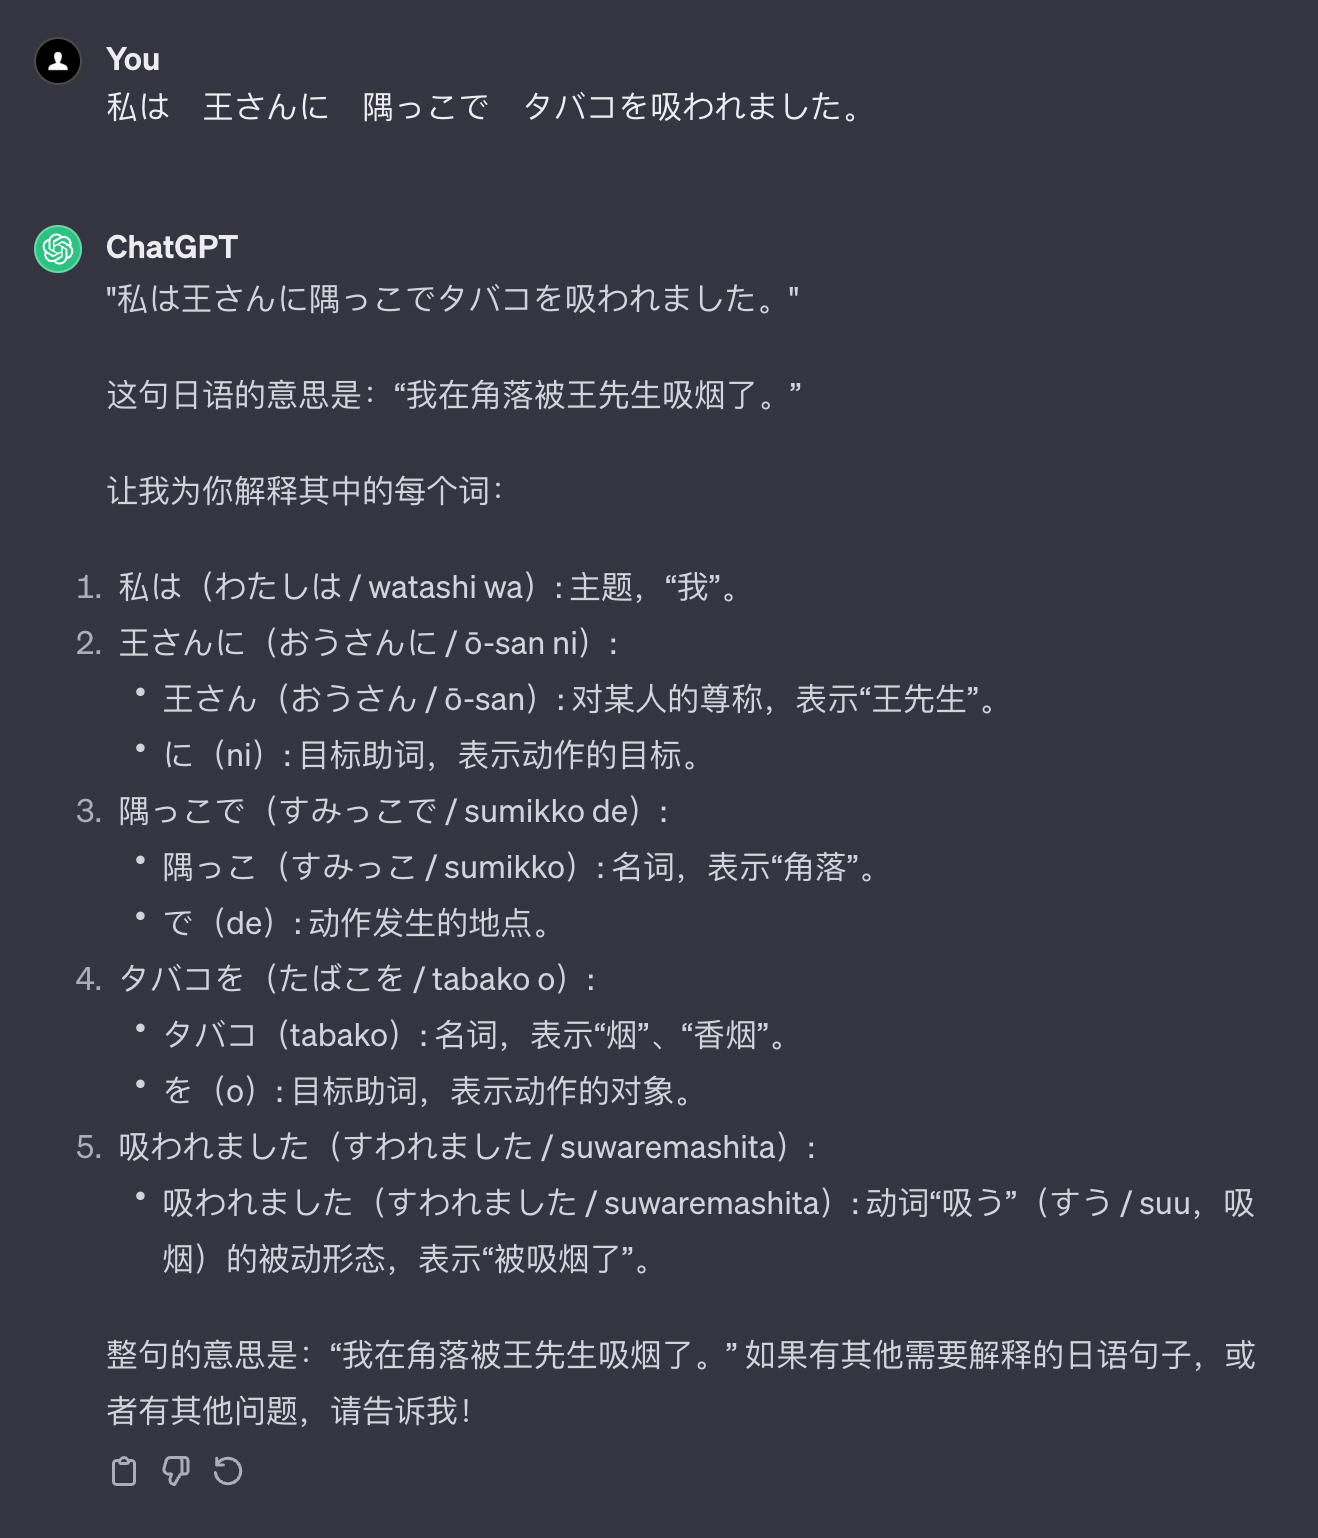 You
私は　王さんに　隅っこで　タバコを吸われました。
ChatGPT
"私は王さんに隅っこでタバコを吸われました。"
这句日语的意思是：“我在角落被王先生吸烟了。”
让我为你解释其中的每个词：
1. 私は（わたしは / watashi wa）: 主题，“我”。
2. 王さんに（おうさんに / ō-san ni）:
• 王さん（おうさん / ō-san）: 对某人的尊称，表示“王先生”。
• に（ni）: 目标助词，表示动作的目标。
3. 隅っこで（すみっこで / sumikko de）:
• 隅っこ（すみっこ / sumikko）: 名词，表示“角落”。
• で（de）: 动作发生的地点。
4. タバコを（たばこを / tabako o）:
• タバコ（tabako）: 名词，表示“烟”、“香烟”。
• を（o）: 目标助词，表示动作的对象。
5. 吸われました（すわれました / suwaremashita）:
• 吸われました（すわれました / suwaremashita）: 动词“吸う”（すう / suu，吸
烟）的被动形态，表示“被吸烟了”。
整句的意思是：“我在角落被王先生吸烟了。” 如果有其他需要解释的日语句子，或
者有其他问题，请告诉我！